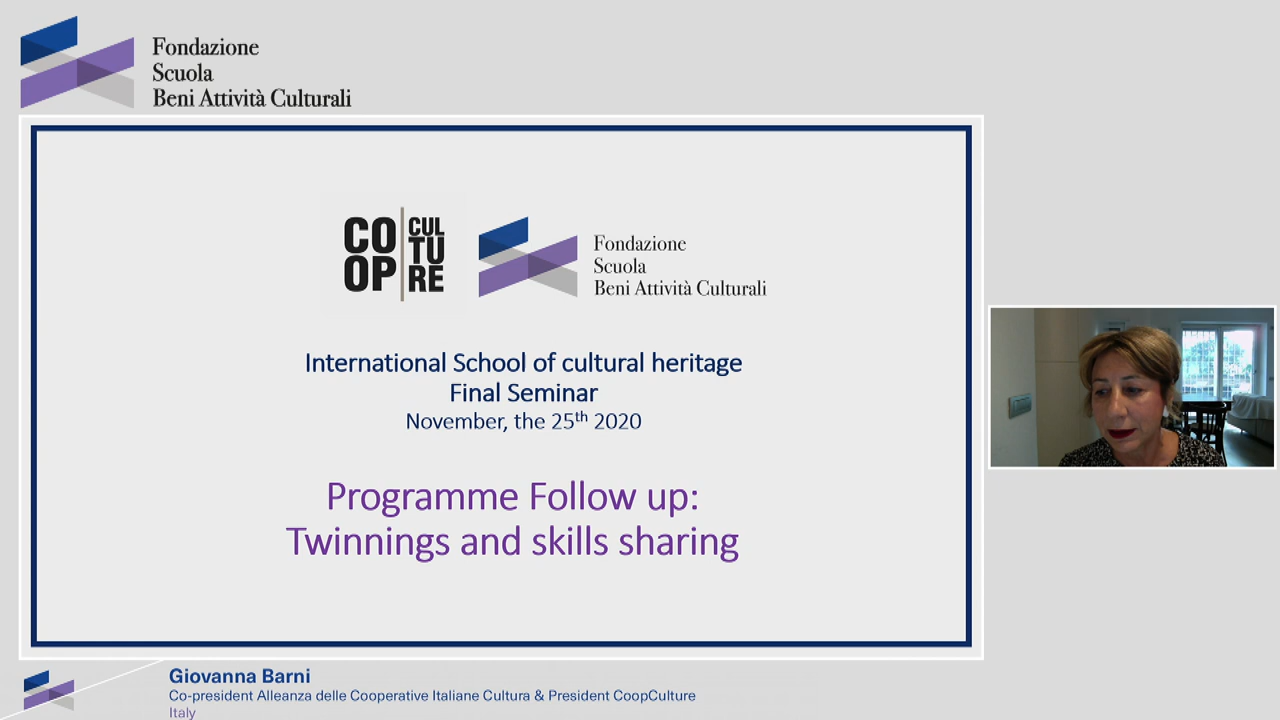 Fondazione
Scuola
Beni Attività Culturali
CO
OP
CUL
TU
RE
Fondazione
Scuola
Beni Attività Culturali
International School of cultural heritage
Final Seminar
November, the 25th 2020
Programme Follow up:
Twinnings and skills sharing
Giovanna Barni
Co-president Alleanza delle Cooperative Italiane Cultura & President CoopCulture
Italy